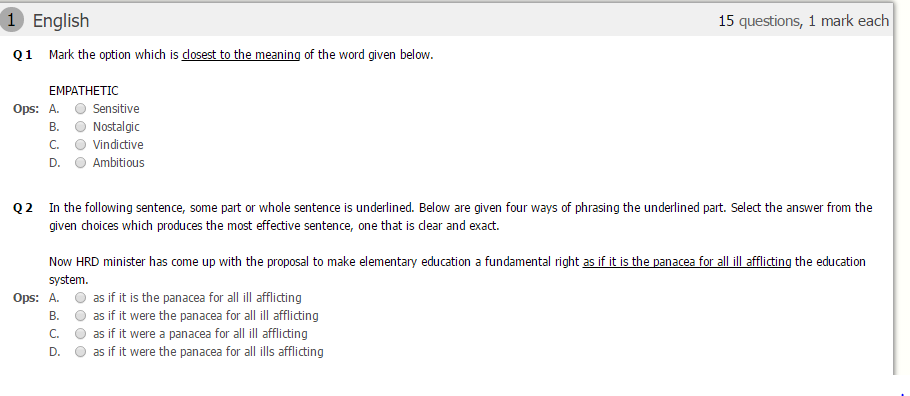 1 English 15 questions, 1 mark each
Q 1 Mark the option which is closest to the meaning of the word given below.
EMPATHETIC
Ops: A. Sensitive
B. Nostalgic
C. Vindictive
D. Ambitious
Q 2 In the following sentence, some part or whole sentence is underlined. Below are given four ways of phrasing the underlined part. Select the answer from the
given choices which produces the most effective sentence, one that is clear and exact.
Now HRD minister has come up with the proposal to make elementary education a fundamental right as if it is the panacea for all ill afflicting the education
system.
Ops: A. as if it is the panacea for all ill afflicting
B. as if it were the panacea for all ill afflicting
C. as if it were a panacea for all ill afflicting
D. as if it were the panacea for all ills afflicting